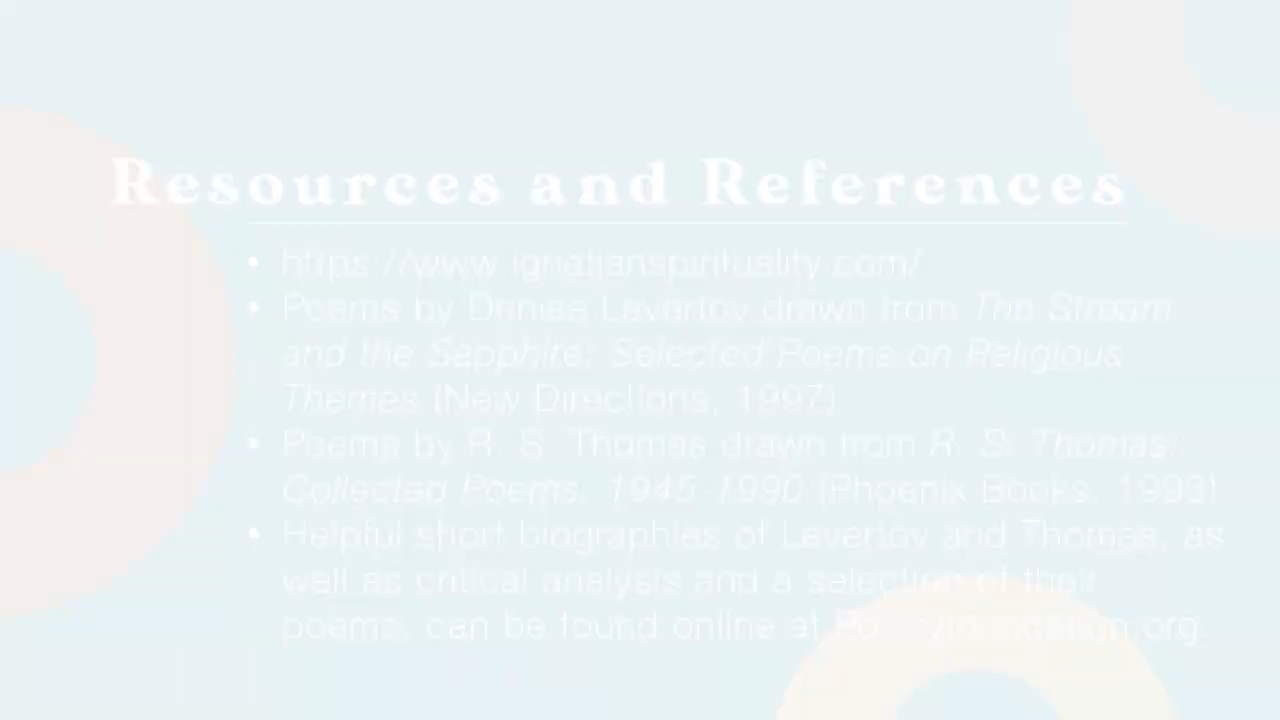 Resources and References
• https://www.ignatianspirituality.com/
• Poems by Denise Levertov drawn from The Stream
and the Sapphire: Selected Poems on Religious
Themes (New Directions, 1997)
• Poems by R. S. Thomas drawn from R. S. Thomas:
Collected Poems, 1945-1990 (Phoenix Books, 1993)
• Helpful short biographies of Levertov and Thomas, as
well as critical analysis and a selection of their
poems, can be found online at